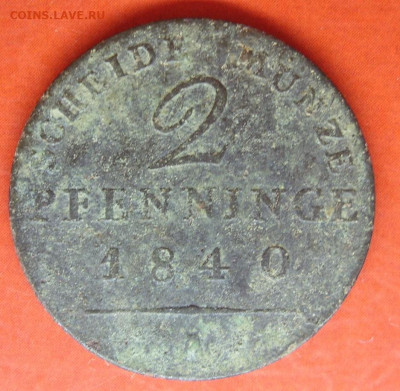 COINS.LAVE.RU
SCHEIDE MÜNZE
2
PFENNINGE
1840
A